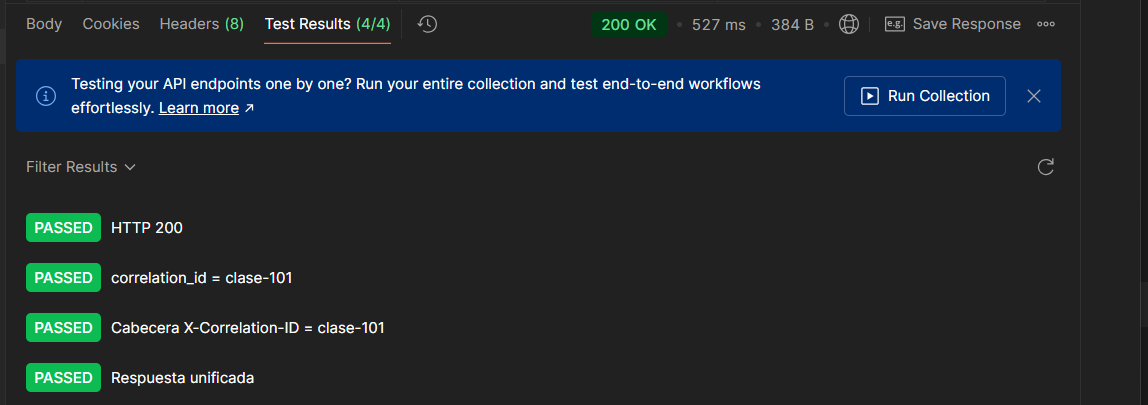 Body Cookies Headers (8) Test Results (4/4) 200 OK • 527 ms • 384 B • e.g. Save Response
Testing your API endpoints one by one? Run your entire collection and test end-to-end workflows
effortlessly. Learn more ↗ Run Collection
Filter Results
PASSED HTTP 200
PASSED correlation_id = clase-101
PASSED Cabecera X-Correlation-ID = clase-101
PASSED Respuesta unificada